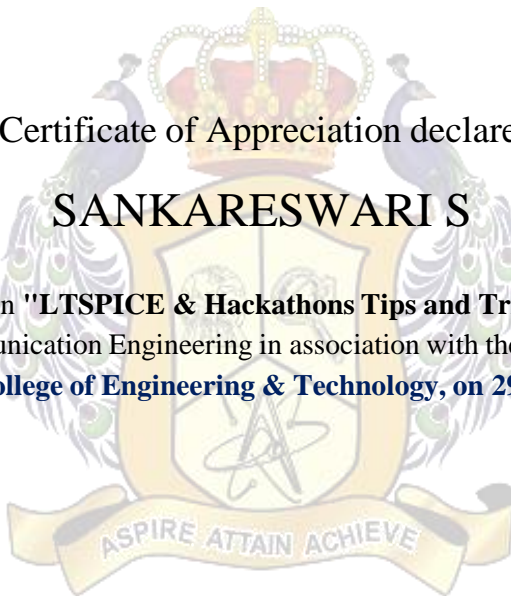 Certificate of Appreciation declare
SANKARESWARI S
n "LTSPICE & Hackathons Tips and Tr
unication Engineering in association with the
ollege of Engineering & Technology, on 29
ASPIRE ATTAIN ACHIEVE